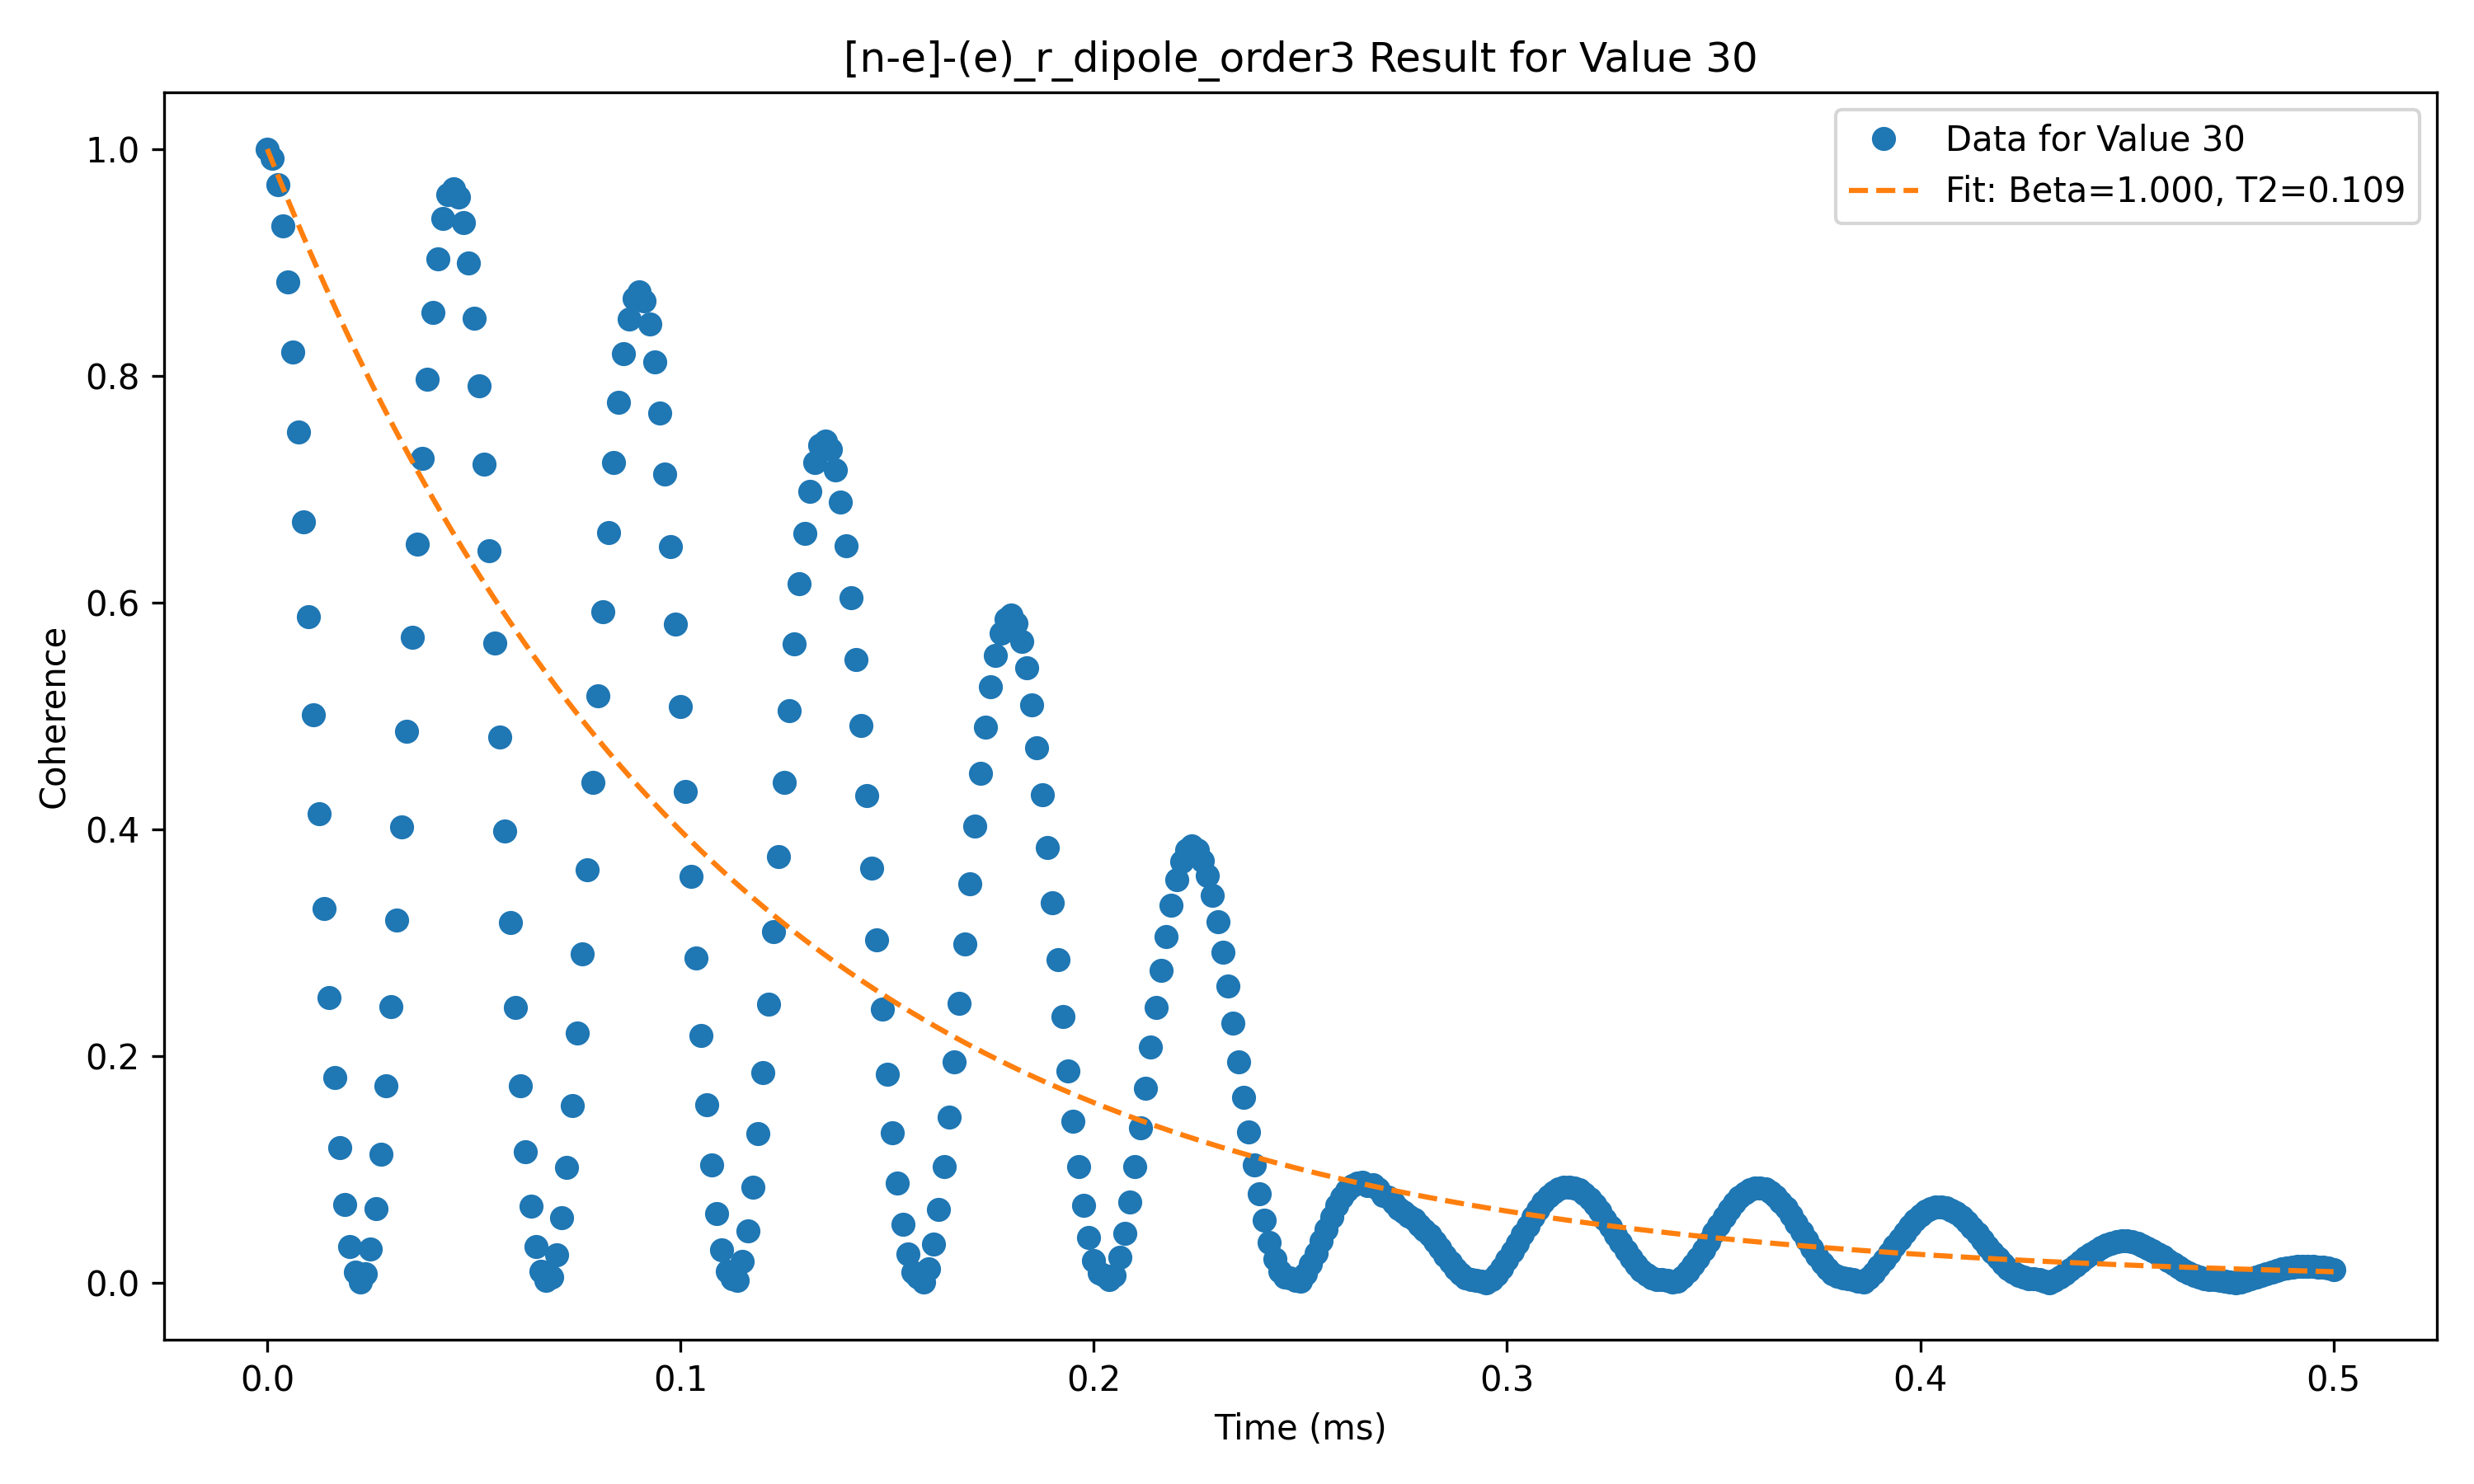 [n-e]-(e)_r_dipole_order3 Result for Value 30
Data for Value 30
Fit: Beta=1.000, T2=0.109
Coherence
1.0
0.8
0.6
0.4
0.2
0.0
0.0 0.1 0.2 0.3 0.4 0.5
Time (ms)